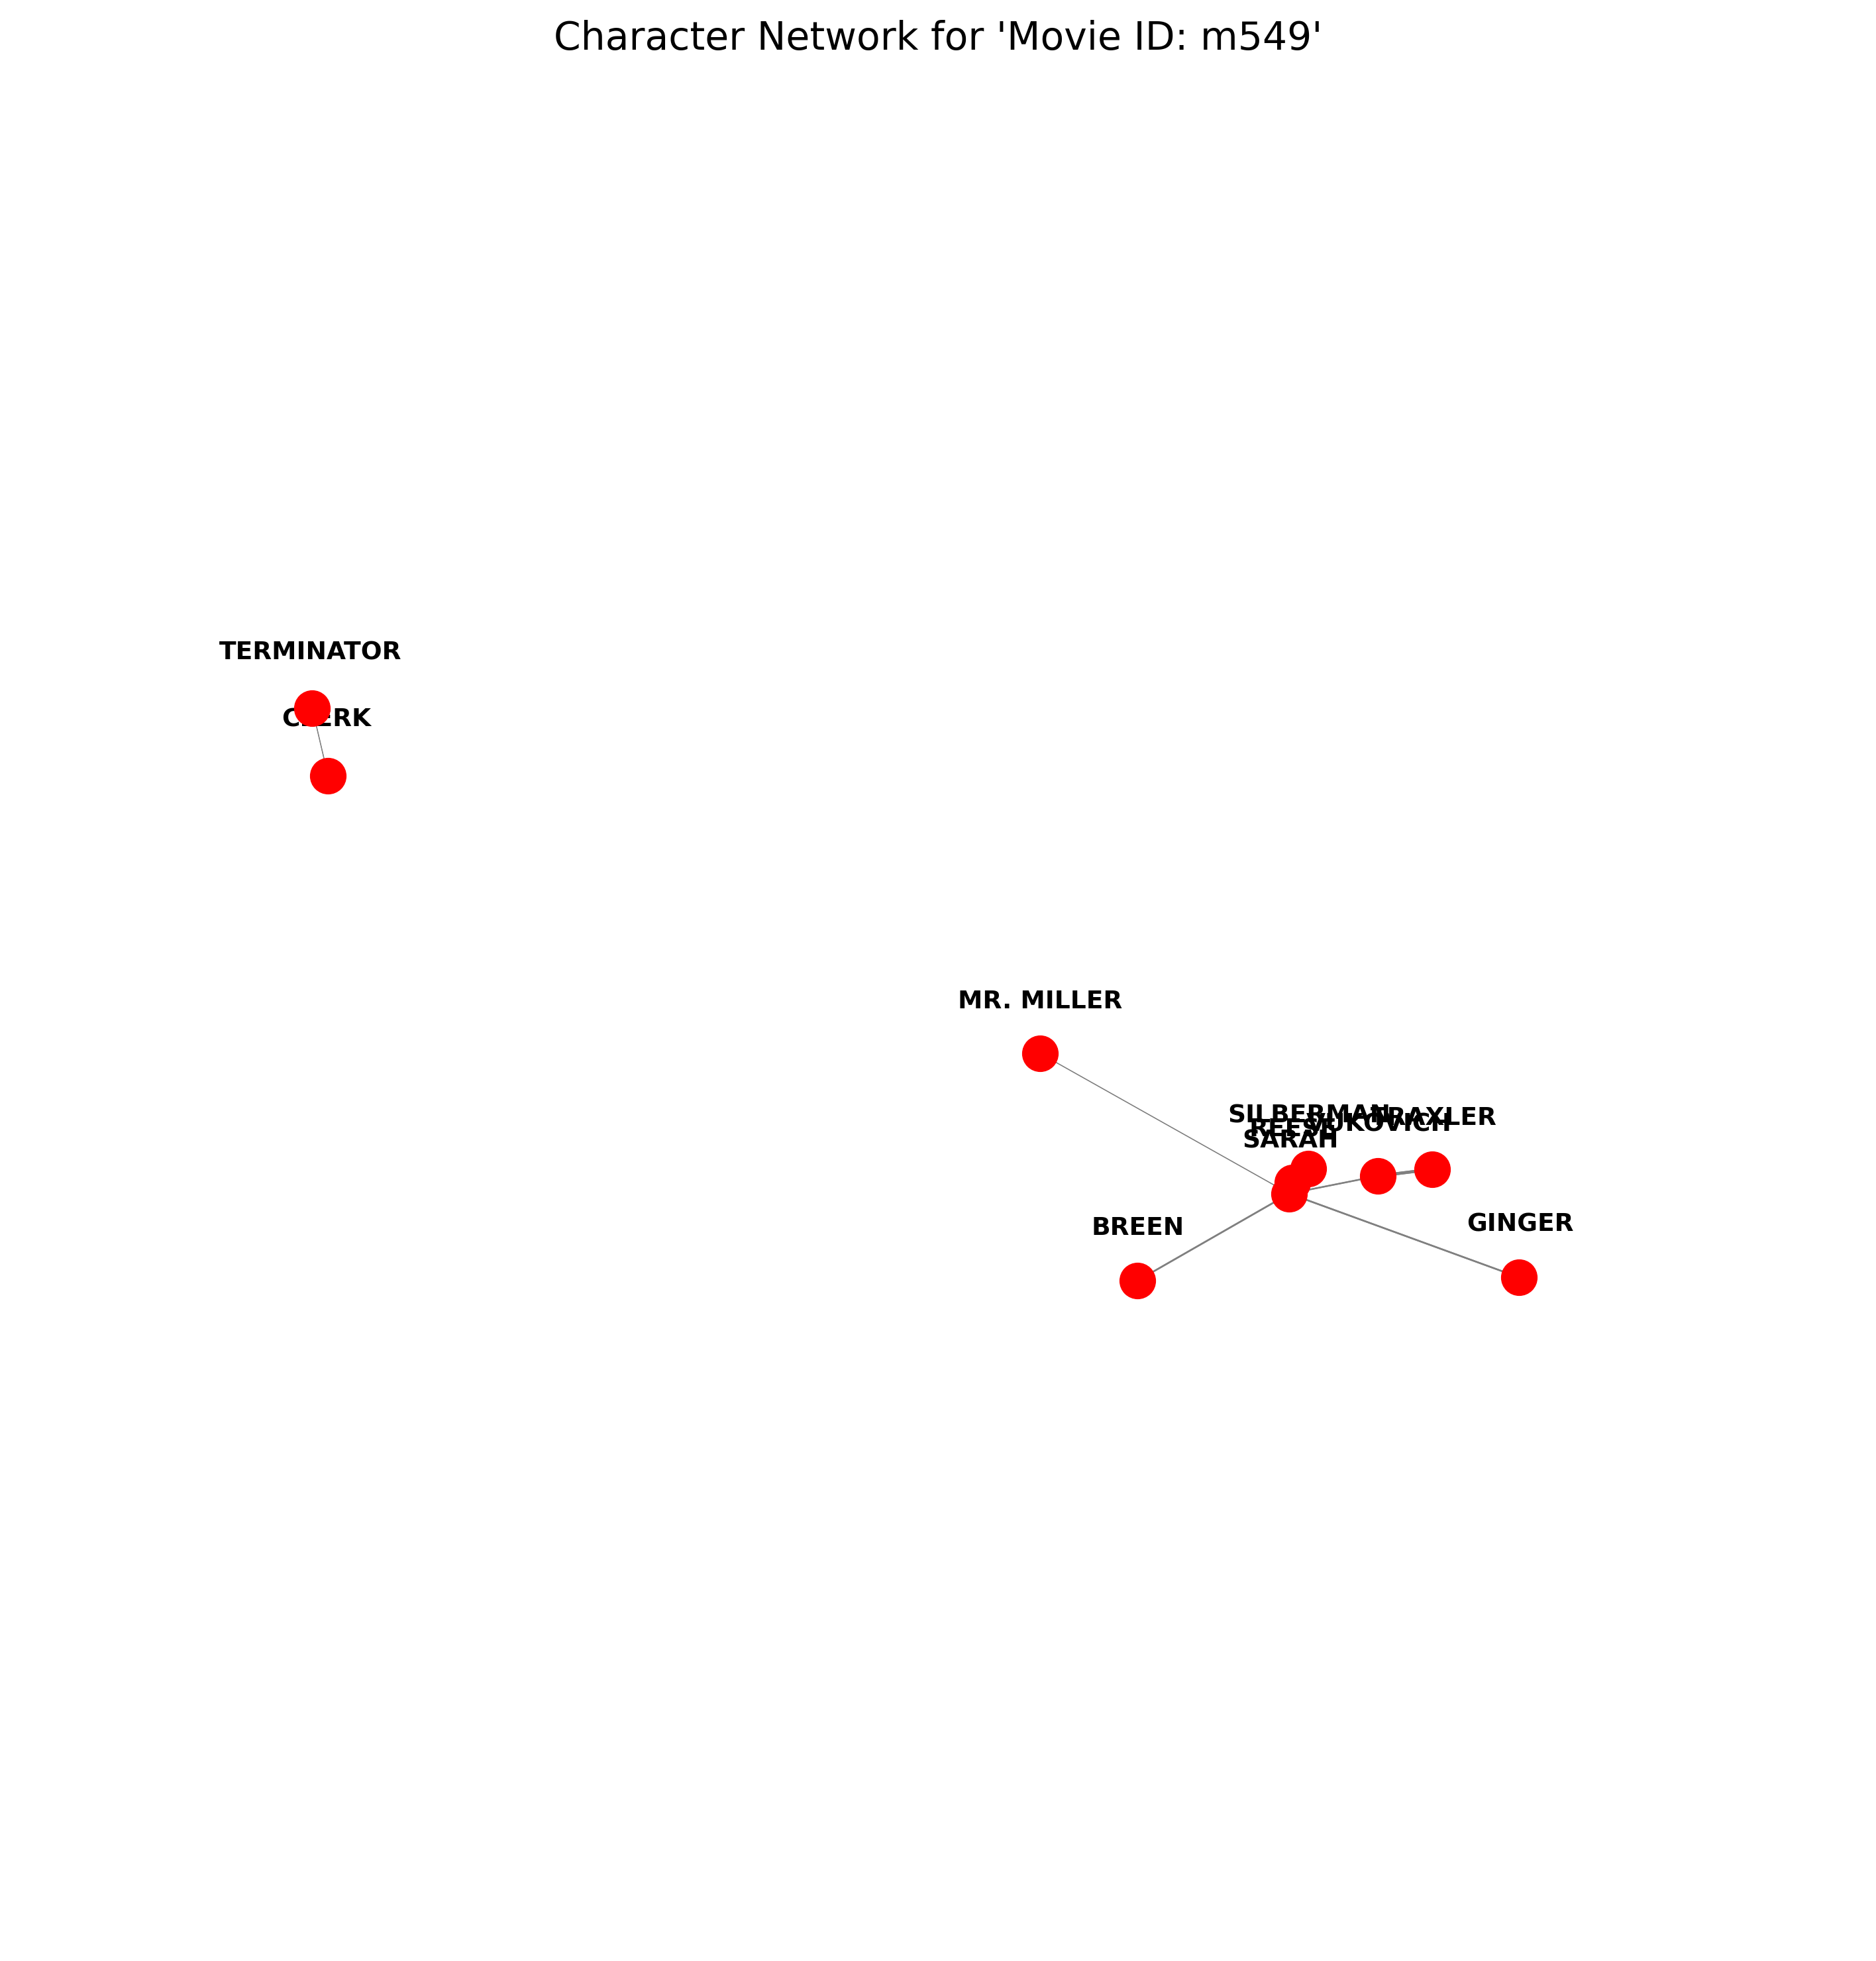 Character Network for 'Movie ID: m549'
TERMINATOR
CLERK
MR. MILLER
SILBERMAN
TRAXLER
VUKOVICH
REESE
SARAH
BREEN
GINGER